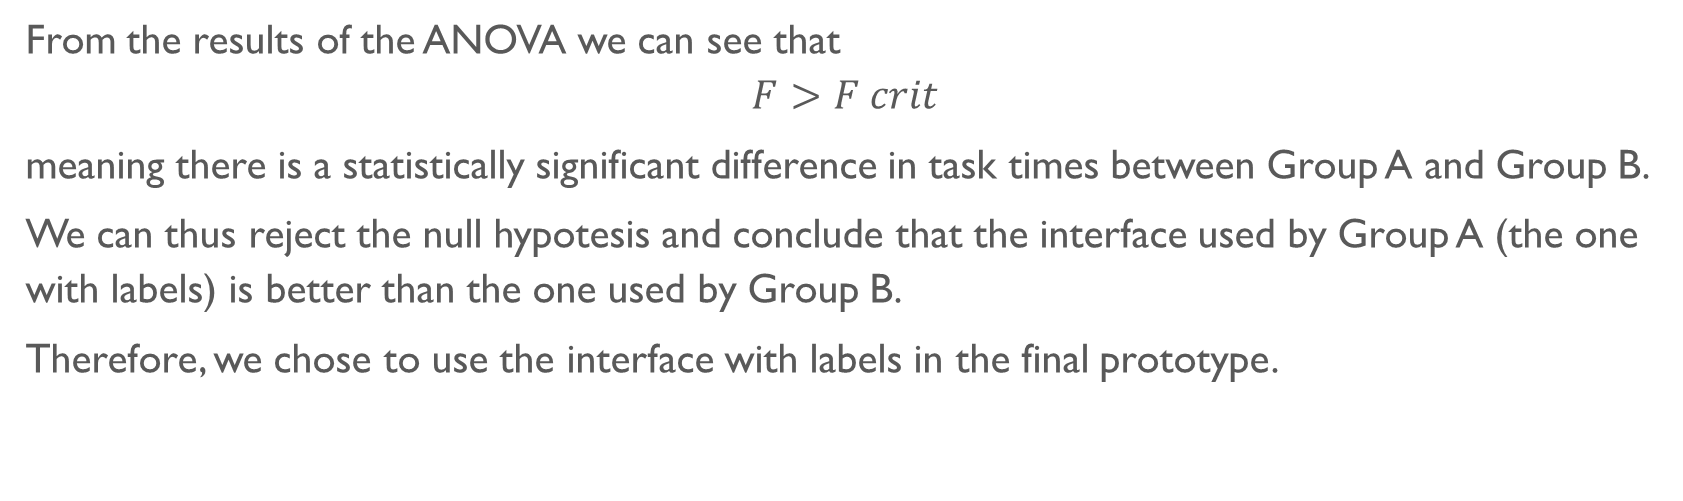 From the results of the ANOVA we can see that
F > F crit
meaning there is a statistically significant difference in task times between Group A and Group B.
We can thus reject the null hypotesis and conclude that the interface used by Group A (the one
with labels) is better than the one used by Group B.
Therefore, we chose to use the interface with labels in the final prototype.